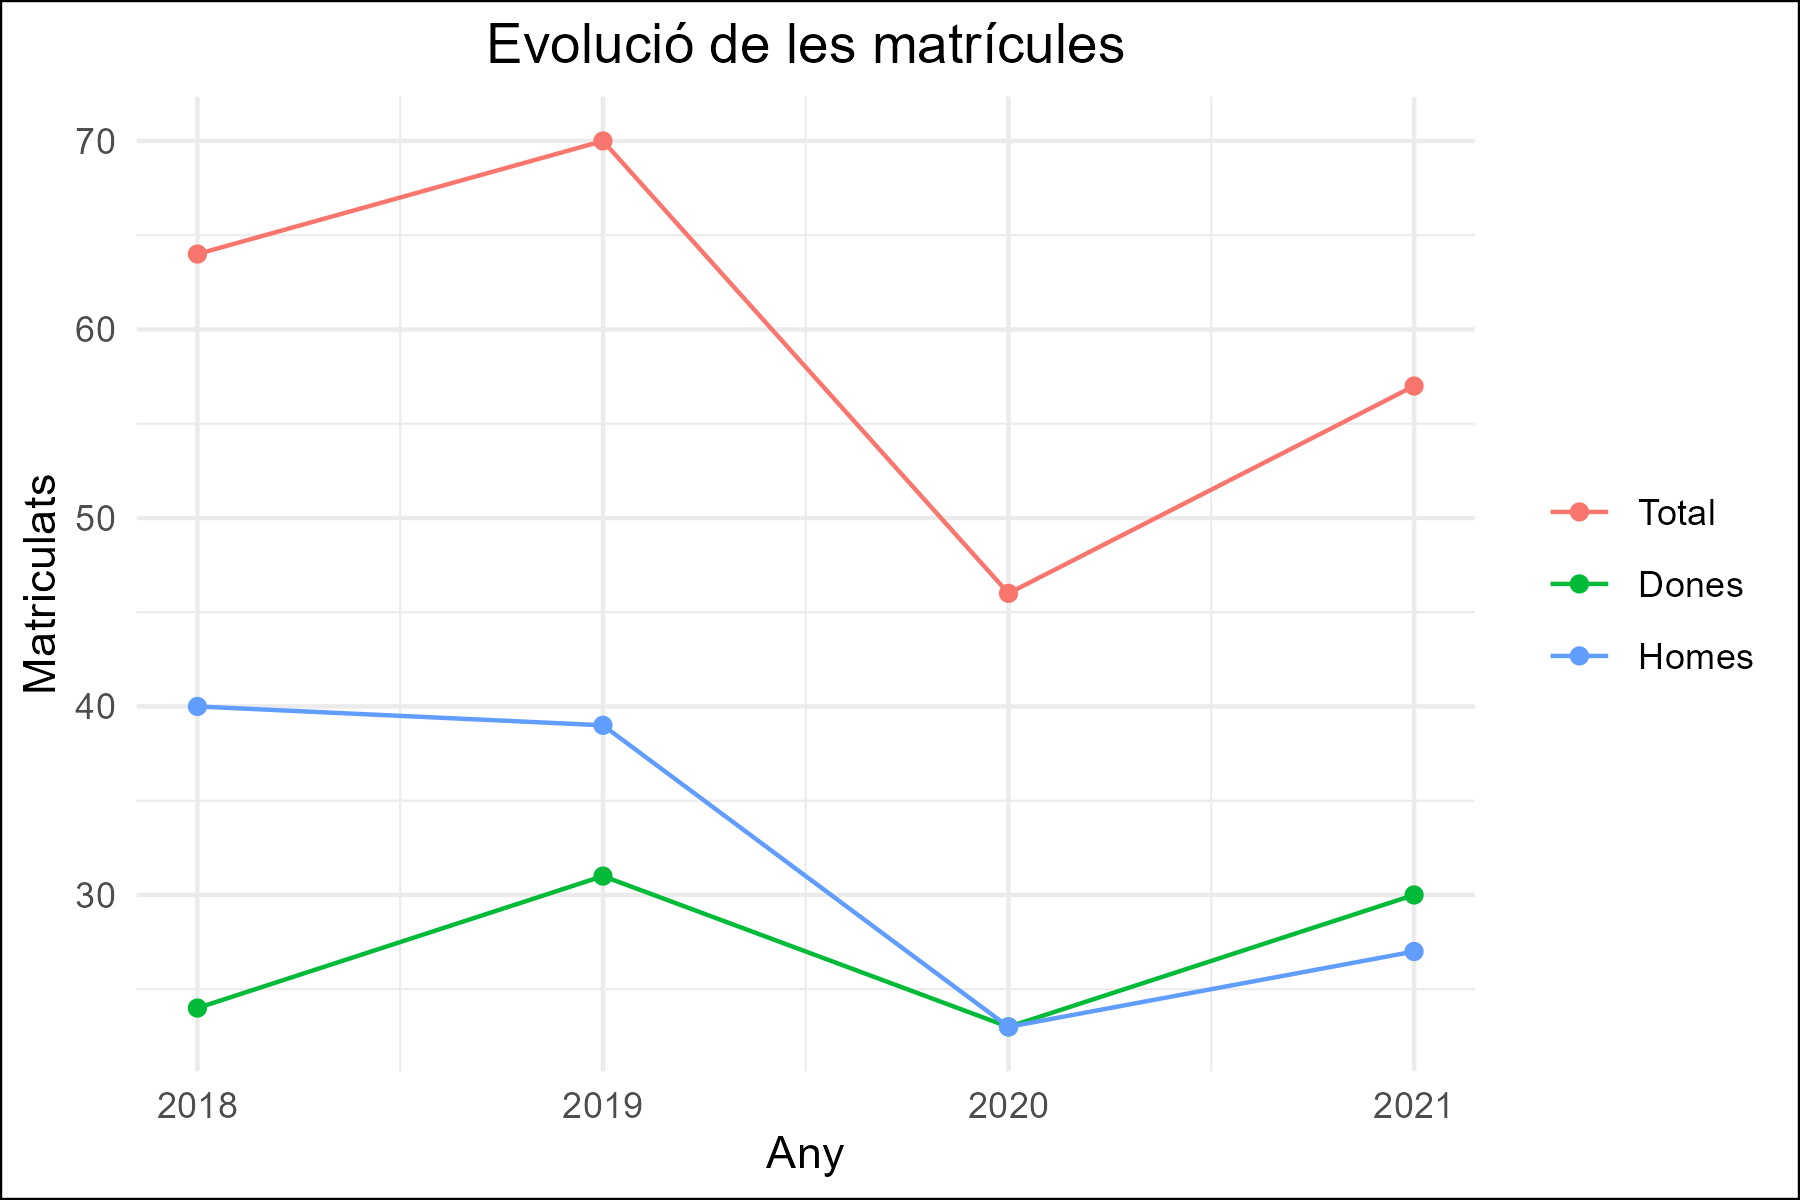 Evolució de les matrícules
Matriculats
70
60
50
40
30
2018
2019
2020
2021
Any
Total
Dones
Homes